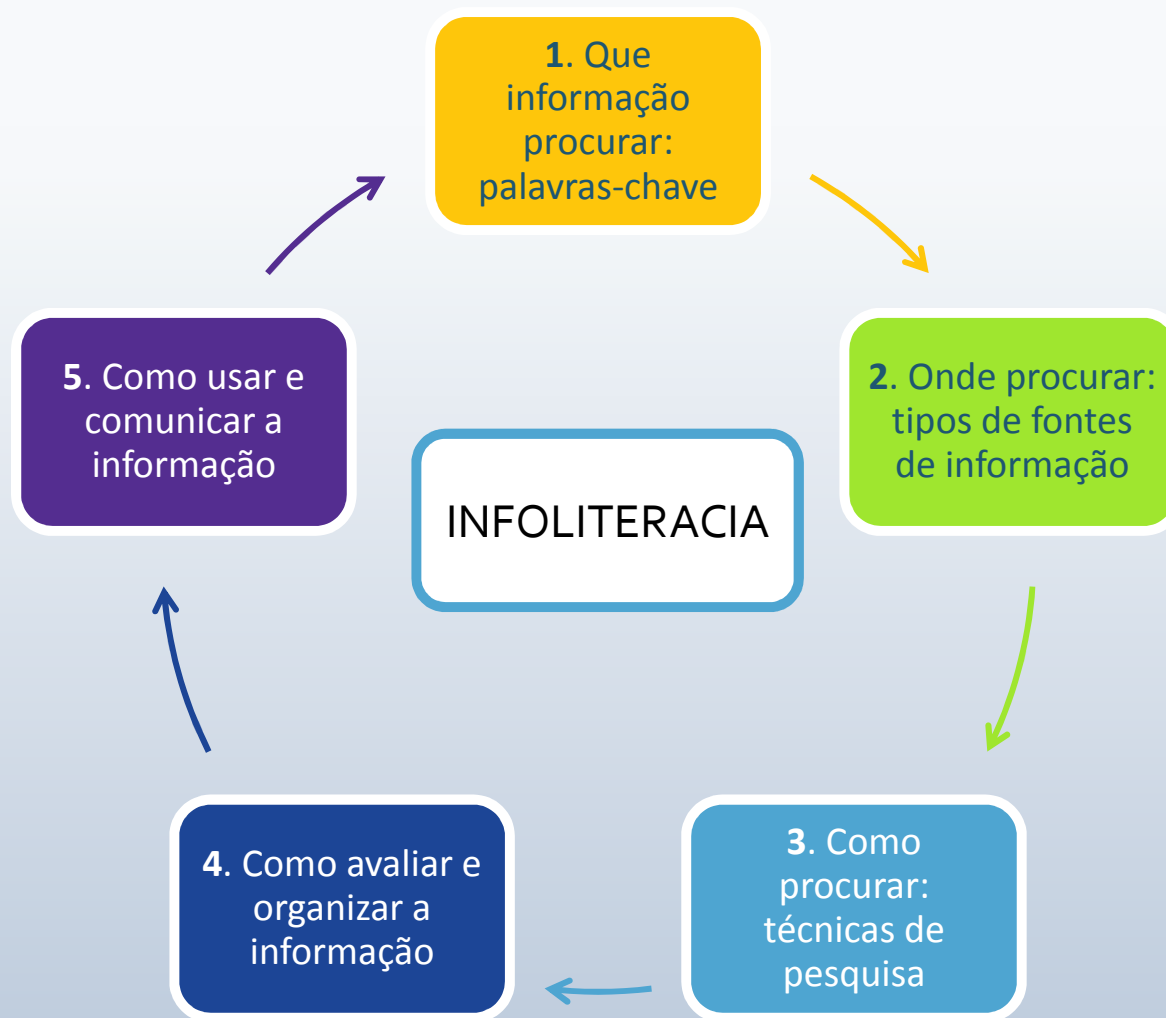 1. Que
informação
procurar:
palavras-chave
2. Onde procurar:
tipos de fontes
de informação
3. Como
procurar:
técnicas de
pesquisa
4. Como avaliar e
organizar a
informação
5. Como usar e
comunicar a
informação
INFOLITERACIA